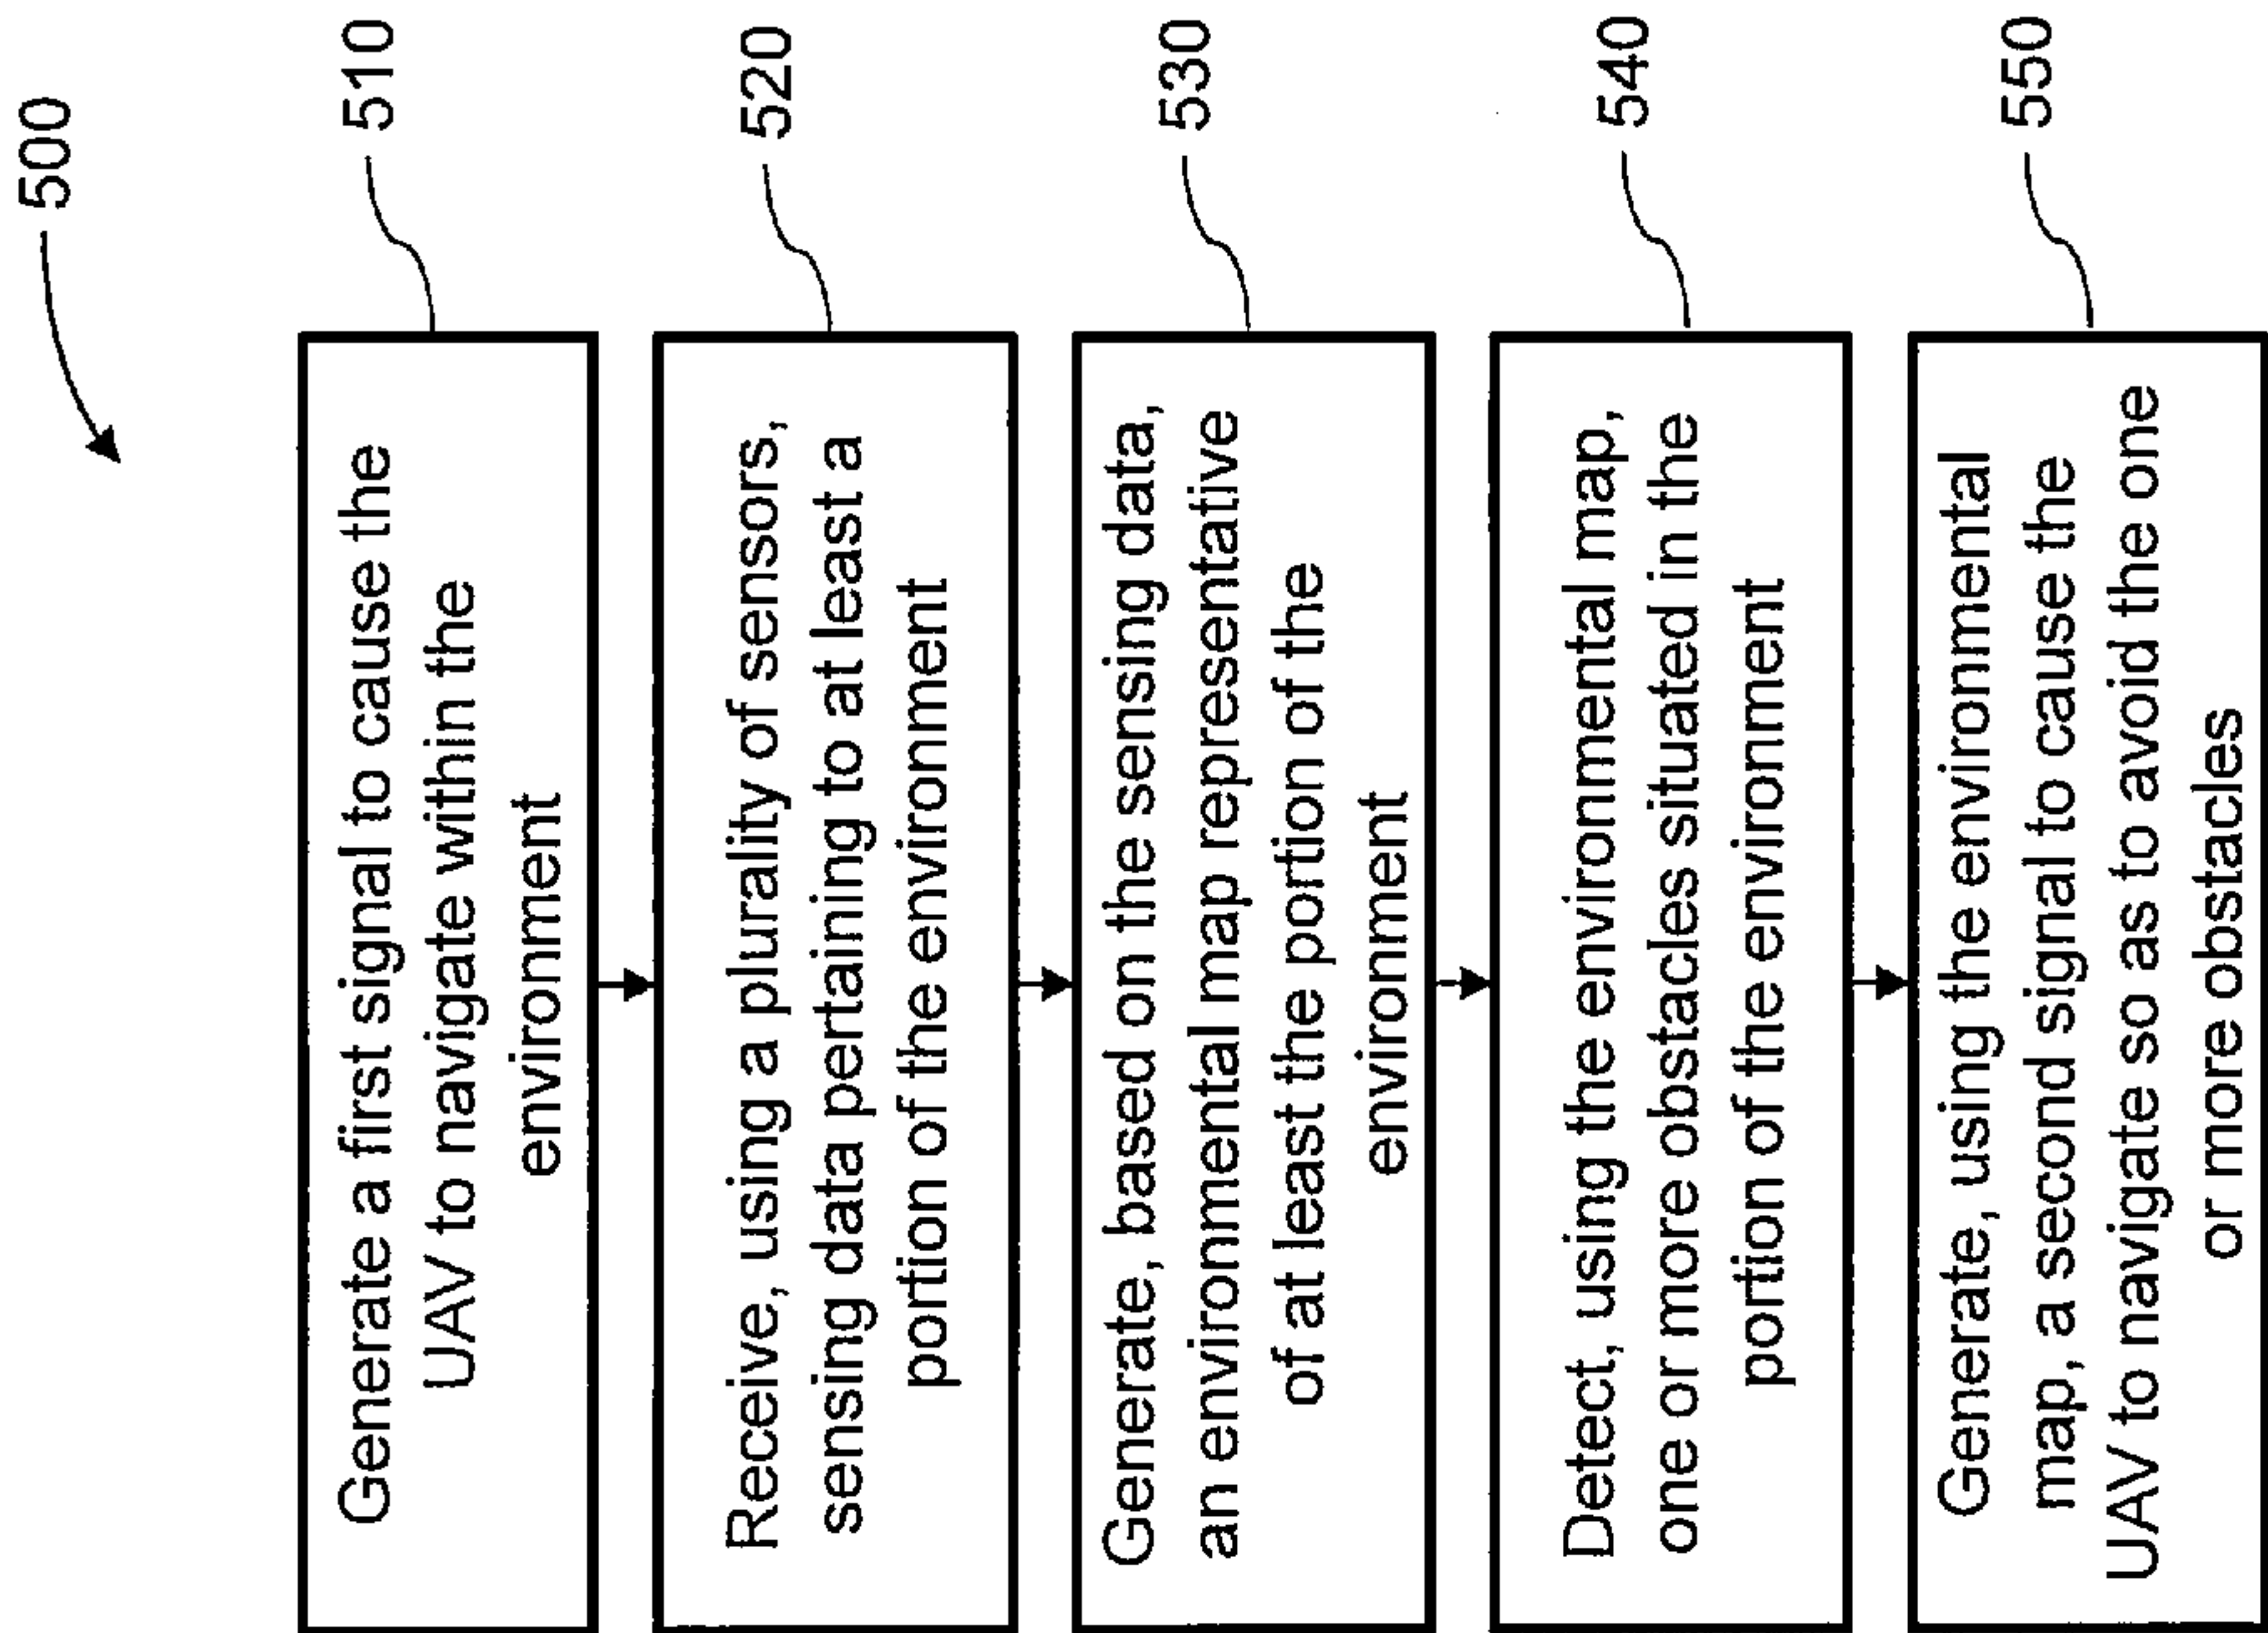 500
Generate a first signal to cause the
UAV to navigate within the
environment
510
Receive, using a plurality of sensors,
sensing data pertaining to at least a
portion of the environment
520
Generate, based on the sensing data,
an environmental map representative
of at least the portion of the
environment
530
Detect, using the environmental map,
one or more obstacles situated in the
portion of the environment
540
Generate, using the environmental
map, a second signal to cause the
UAV to navigate so as to avoid the one
or more obstacles
550